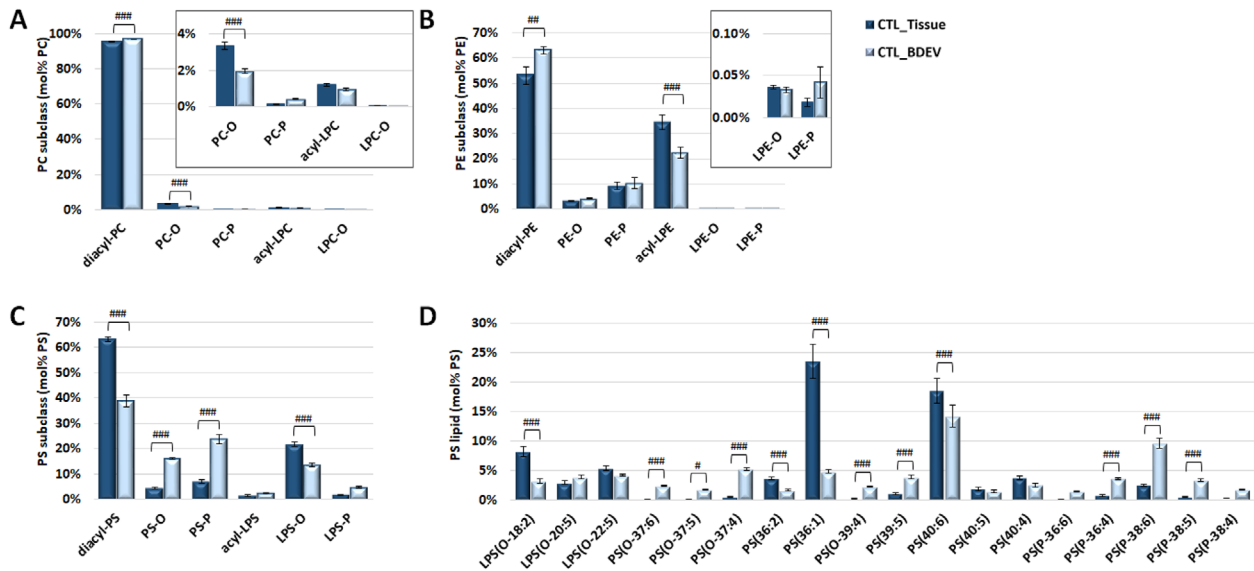 A
PC subclass (mol% PC)
100%
80%
60%
40%
20%
0%
###
###
diacyl-PC
PC-O
PC-P
acyl-LPC
LPC-O
4%
2%
0%
###
PC-O
PC-P
acyl-LPC
LPC-O
B
PE subclass (mol% PE)
70%
60%
50%
40%
30%
20%
10%
0%
##
###
diacyl-PE
PE-O
PE-P
acyl-LPE
LPE-O
LPE-P
0.10%
0.05%
0.00%
LPE-O
LPE-P
CTL_Tissue
CTL_BDEV
C
PS subclass (mol% PS)
70%
60%
50%
40%
30%
20%
10%
0%
###
###
###
###
diacyl-PS
PS-O
PS-P
acyl-LPS
LPS-O
LPS-P
D
PS lipid (mol% PS)
30%
25%
20%
15%
10%
5%
0%
###
###
#
###
###
###
###
###
###
###
###
###
LPS(O-18:2)
LPS(O-20:5)
LPS(O-22:5)
PS(O-37:6)
PS(O-37:5)
PS(O-37:4)
PS(36:2)
PS(36:1)
PS(O-39:4)
PS(39:5)
PS(40:6)
PS(40:5)
PS(40:4)
PS(P-36:6)
PS(P-36:4)
PS(P-38:6)
PS(P-38:5)
PS(P-38:4)